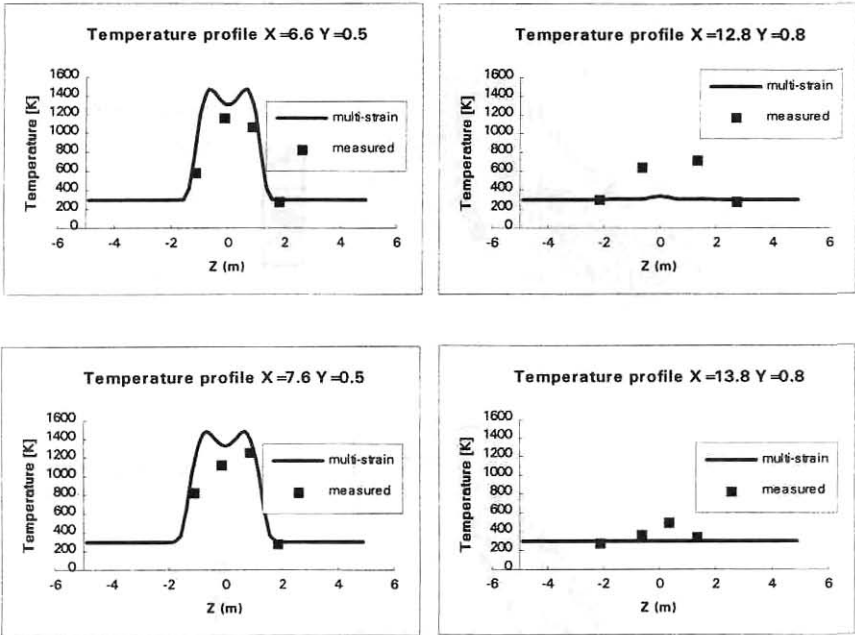 Temperature profile X=6.6 Y=0.5
Temperature [K]
1600
1400
1200
1000
800
600
400
200
0
-6 -4 -2 0 2 4 6
Z (m)
multi-strain
measured
Temperature profile X=12.8 Y=0.8
Temperature [K]
1600
1400
1200
1000
800
600
400
200
0
-6 -4 -2 0 2 4 6
Z (m)
multi-strain
measured
Temperature profile X=7.6 Y=0.5
Temperature [K]
1600
1400
1200
1000
800
600
400
200
0
-6 -4 -2 0 2 4 6
Z (m)
multi-strain
measured
Temperature profile X=13.8 Y=0.8
Temperature [K]
1600
1400
1200
1000
800
600
400
200
0
-6 -4 -2 0 2 4 6
Z (m)
multi-strain
measured